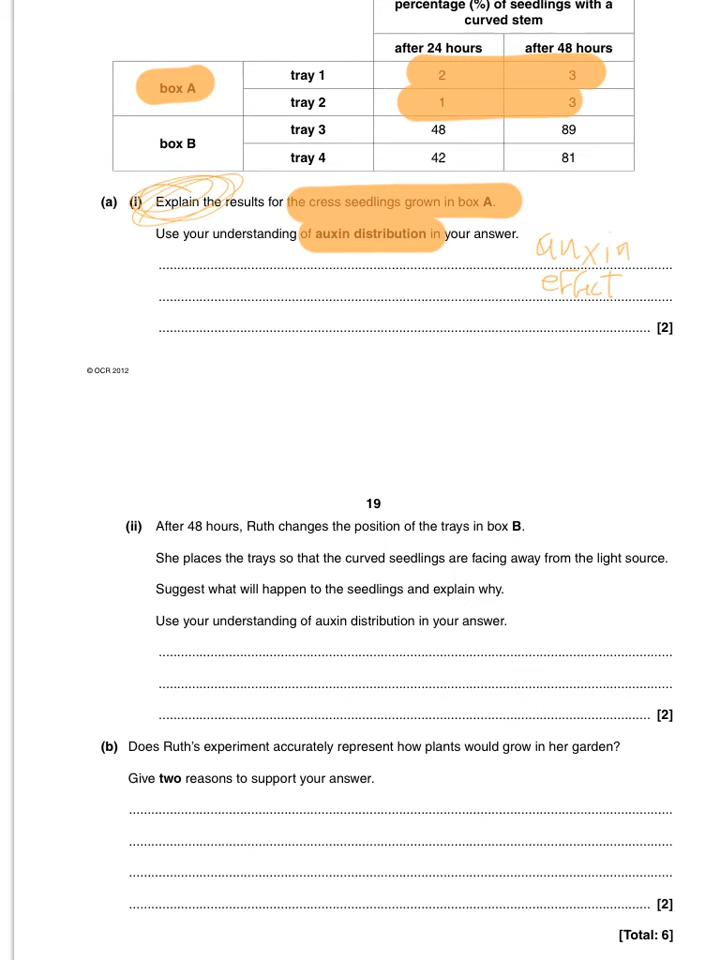 percentage (%) of seedlings with a
curved stem
after 24 hours after 48 hours
box A tray 1 2 3
tray 2 1 3
box B tray 3 48 89
tray 4 42 81
(a) (i) Explain the results for the cress seedlings grown in box A.
Use your understanding of auxin distribution in your answer.
auxin
effect
[2]
© OCR 2012
19
(ii) After 48 hours, Ruth changes the position of the trays in box B.
She places the trays so that the curved seedlings are facing away from the light source.
Suggest what will happen to the seedlings and explain why.
Use your understanding of auxin distribution in your answer.
[2]
(b) Does Ruth's experiment accurately represent how plants would grow in her garden?
Give two reasons to support your answer.
[2]
[Total: 6]